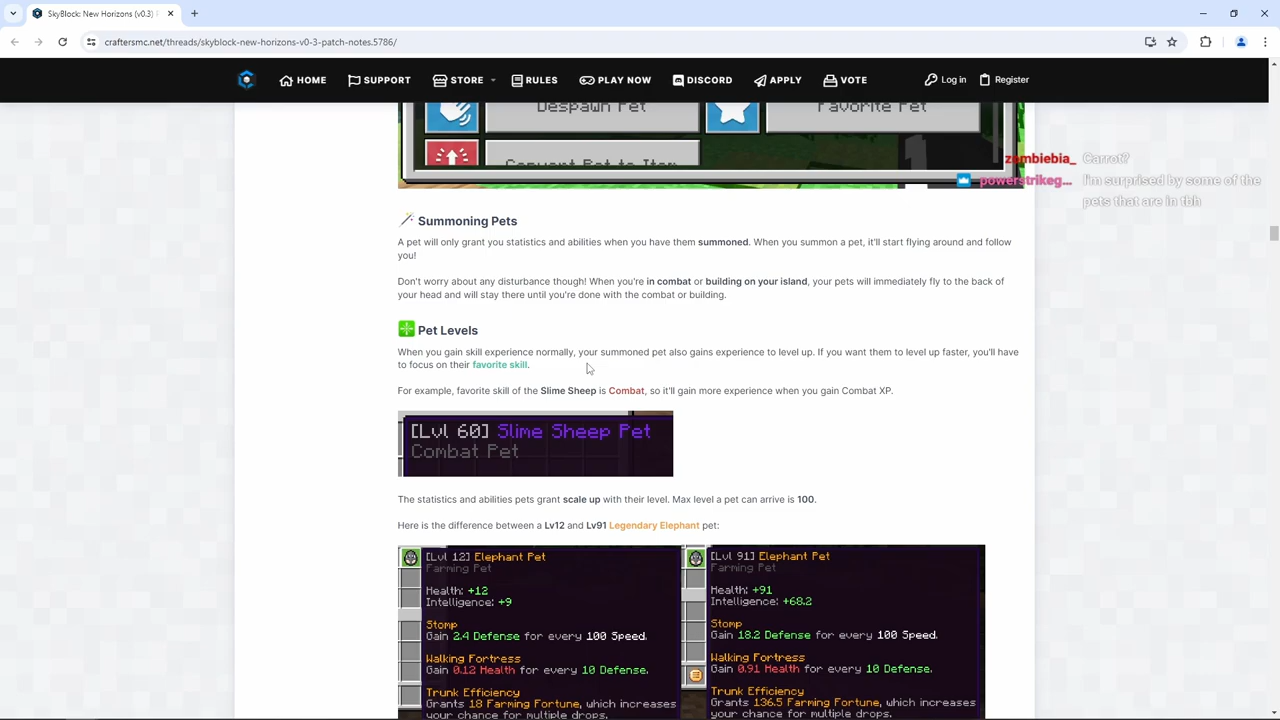 SkyBlock: New Horizons (v0.3)
craftersmc.net/threads/skyblock-new-horizons-v0-3-patch-notes.5786/
HOME SUPPORT STORE RULES PLAY NOW DISCORD APPLY VOTE Log in Register
Despawn Pet Favorite Pet
Convert Pet to Item
zombiebia_ Carrot?
powerstrikeg... I'm surprised by some of the
pets that are in tbh
Summoning Pets
A pet will only grant you statistics and abilities when you have them summoned. When you summon a pet, it'll start flying around and follow
you!
Don't worry about any disturbance though! When you're in combat or building on your island, your pets will immediately fly to the back of
your head and will stay there until you're done with the combat or building.
Pet Levels
When you gain skill experience normally, your summoned pet also gains experience to level up. If you want them to level up faster, you'll have
to focus on their favorite skill.
For example, favorite skill of the Slime Sheep is Combat, so it'll gain more experience when you gain Combat XP.
[Lvl 60] Slime Sheep Pet
Combat Pet
The statistics and abilities pets grant scale up with their level. Max level a pet can arrive is 100.
Here is the difference between a Lv12 and Lv91 Legendary Elephant pet:
[Lvl 12] Elephant Pet
Farming Pet
Health: +12
Intelligence: +9
Stomp
Gain 2.4 Defense for every 100 Speed.
Walking Fortress
Gain 0.12 Health for every 10 Defense.
Trunk Efficiency
Grants 18 Farming Fortune, which increases
your chance for multiple drops.
[Lvl 91] Elephant Pet
Farming Pet
Health: +91
Intelligence: +68.2
Stomp
Gain 18.2 Defense for every 100 Speed.
Walking Fortress
Gain 0.91 Health for every 10 Defense.
Trunk Efficiency
Grants 136.5 Farming Fortune, which increases
your chance for multiple drops.